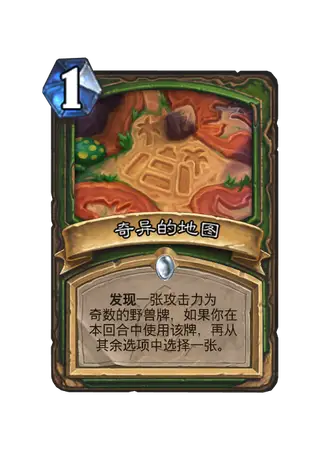 1
奇异的地图
发现一张攻击力为
奇数的野兽牌，如果你在
本回合中使用该牌，再从
其余选项中选择一张。